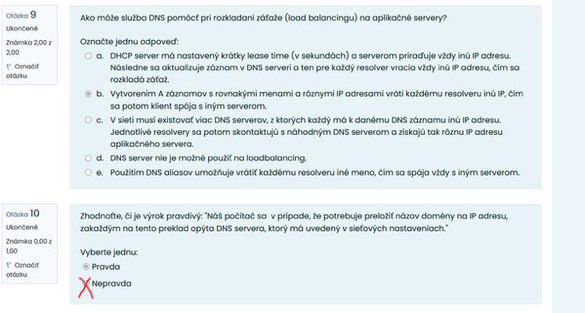 Otázka 9
Ukončené
Známka 2,00 z
2,00
Označiť
otázku
Ako môže služba DNS pomôcť pri rozkladaní záťaže (load balancingu) na aplikačné servery?
Označte jednu odpoveď:
a. DHCP server má nastavený krátky lease time (v sekundách) a serverom priraďuje vždy inú IP adresu.
Následne sa aktualizuje záznam v DNS serveri a ten pre každý resolver vracia vždy inú IP adresu, čím sa
rozkladá záťaž.
b. Vytvorením A záznamov s rovnakými menami a rôznymi IP adresami vráti každému resolveru inú IP, čím
sa potom klient spája s iným serverom.
c. V sieti musí existovať viac DNS serverov, z ktorých každý má k danému DNS záznamu inú IP adresu.
Jednotlivé resolvery sa potom skontaktujú s náhodným DNS serverom a získajú tak rôznu IP adresu
aplikačného servera.
d. DNS server nie je možné použiť na loadbalancing.
e. Použitím DNS aliasov umožňuje vrátiť každému resolveru iné meno, čím sa spája vždy s iným serverom.
Otázka 10
Ukončené
Známka 0,00 z
1,00
Označiť
otázku
Zhodnoťte, či je výrok pravdivý: "Náš počítač sa v prípade, že potrebuje preložiť názov domény na IP adresu,
zakaždým na tento preklad opýta DNS servera, ktorý má uvedený v sieťových nastaveniach."
Vyberte jednu:
Pravda
Nepravda